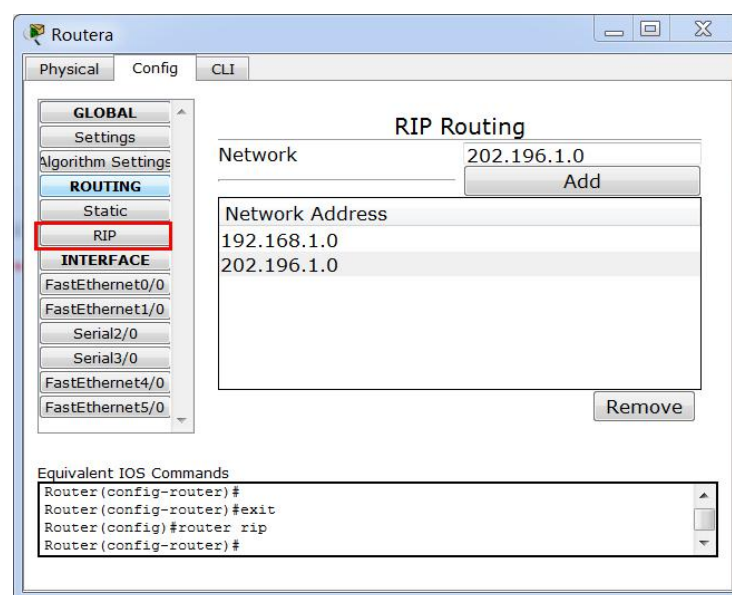 Routera
Physical Config CLI
GLOBAL
Settings
Algorithm Settings
ROUTING
Static
RIP
INTERFACE
FastEthernet0/0
FastEthernet1/0
Serial2/0
Serial3/0
FastEthernet4/0
FastEthernet5/0
RIP Routing
Network 202.196.1.0
Add
Network Address
192.168.1.0
202.196.1.0
Remove
Equivalent IOS Commands
Router(config-router)#
Router(config-router)#exit
Router(config)#router rip
Router(config-router)#